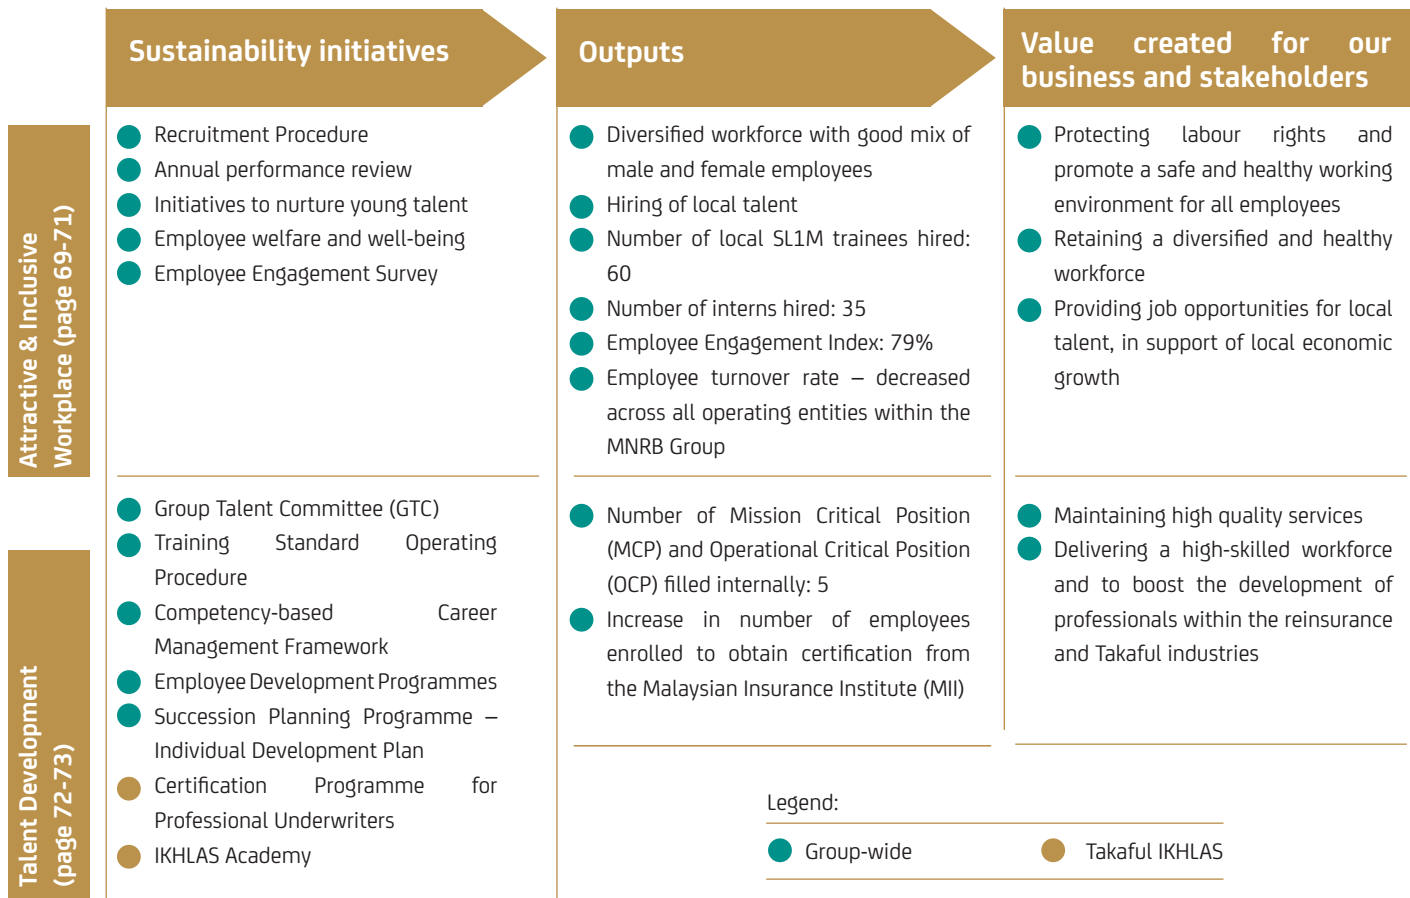 Sustainability initiatives
Outputs
Value created for our
business and stakeholders
Attractive & Inclusive
Workplace (page 69-71)
Recruitment Procedure
Annual performance review
Initiatives to nurture young talent
Employee welfare and well-being
Employee Engagement Survey
Diversified workforce with good mix of
male and female employees
Hiring of local talent
Number of local SL1M trainees hired:
60
Number of interns hired: 35
Employee Engagement Index: 79%
Employee turnover rate – decreased
across all operating entities within the
MNRB Group
Protecting labour rights and
promote a safe and healthy working
environment for all employees
Retaining a diversified and healthy
workforce
Providing job opportunities for local
talent, in support of local economic
growth
Talent Development
(page 72-73)
Group Talent Committee (GTC)
Training Standard Operating
Procedure
Competency-based Career
Management Framework
Employee Development Programmes
Succession Planning Programme –
Individual Development Plan
Certification Programme for
Professional Underwriters
IKHLAS Academy
Number of Mission Critical Position
(MCP) and Operational Critical Position
(OCP) filled internally: 5
Increase in number of employees
enrolled to obtain certification from
the Malaysian Insurance Institute (MII)
Maintaining high quality services
Delivering a high-skilled workforce
and to boost the development of
professionals within the reinsurance
and Takaful industries
Legend:
Group-wide
Takaful IKHLAS